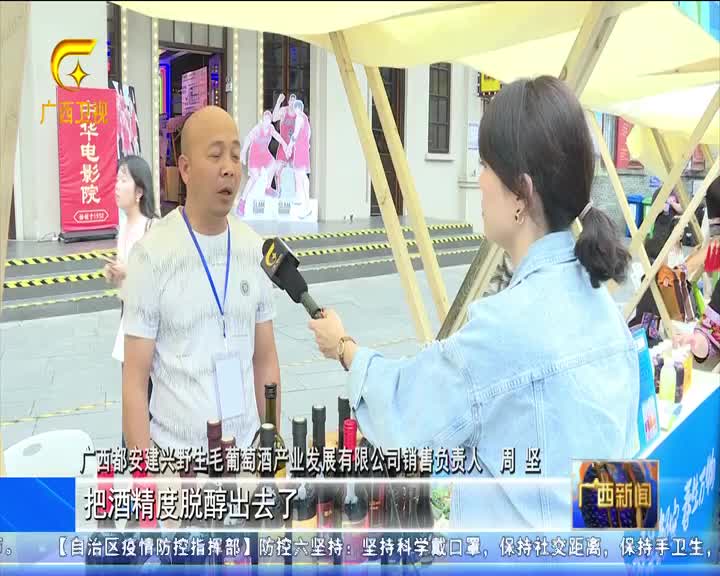 广西卫视
华电影院
广西都安建兴野生毛葡萄酒产业发展有限公司销售负责人 周 坚
把酒精度脱醇出去了
广西新闻
【自治区疫情防控指挥部】防控六坚持：坚持科学戴口罩，保持社交距离，保持手卫生，